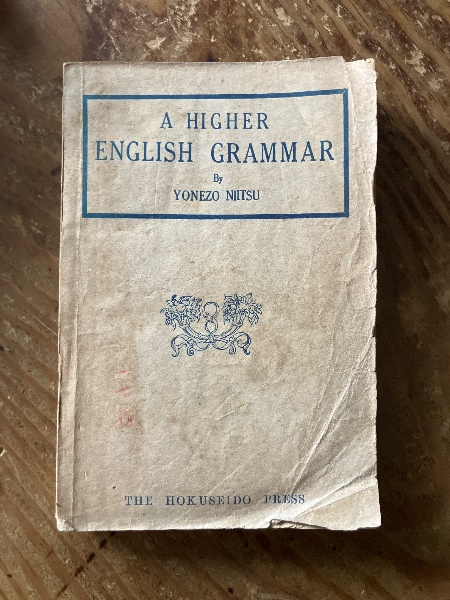 A HIGHER
ENGLISH GRAMMAR
By
YONEZO NIITSU
THE HOKUSEIDO PRESS